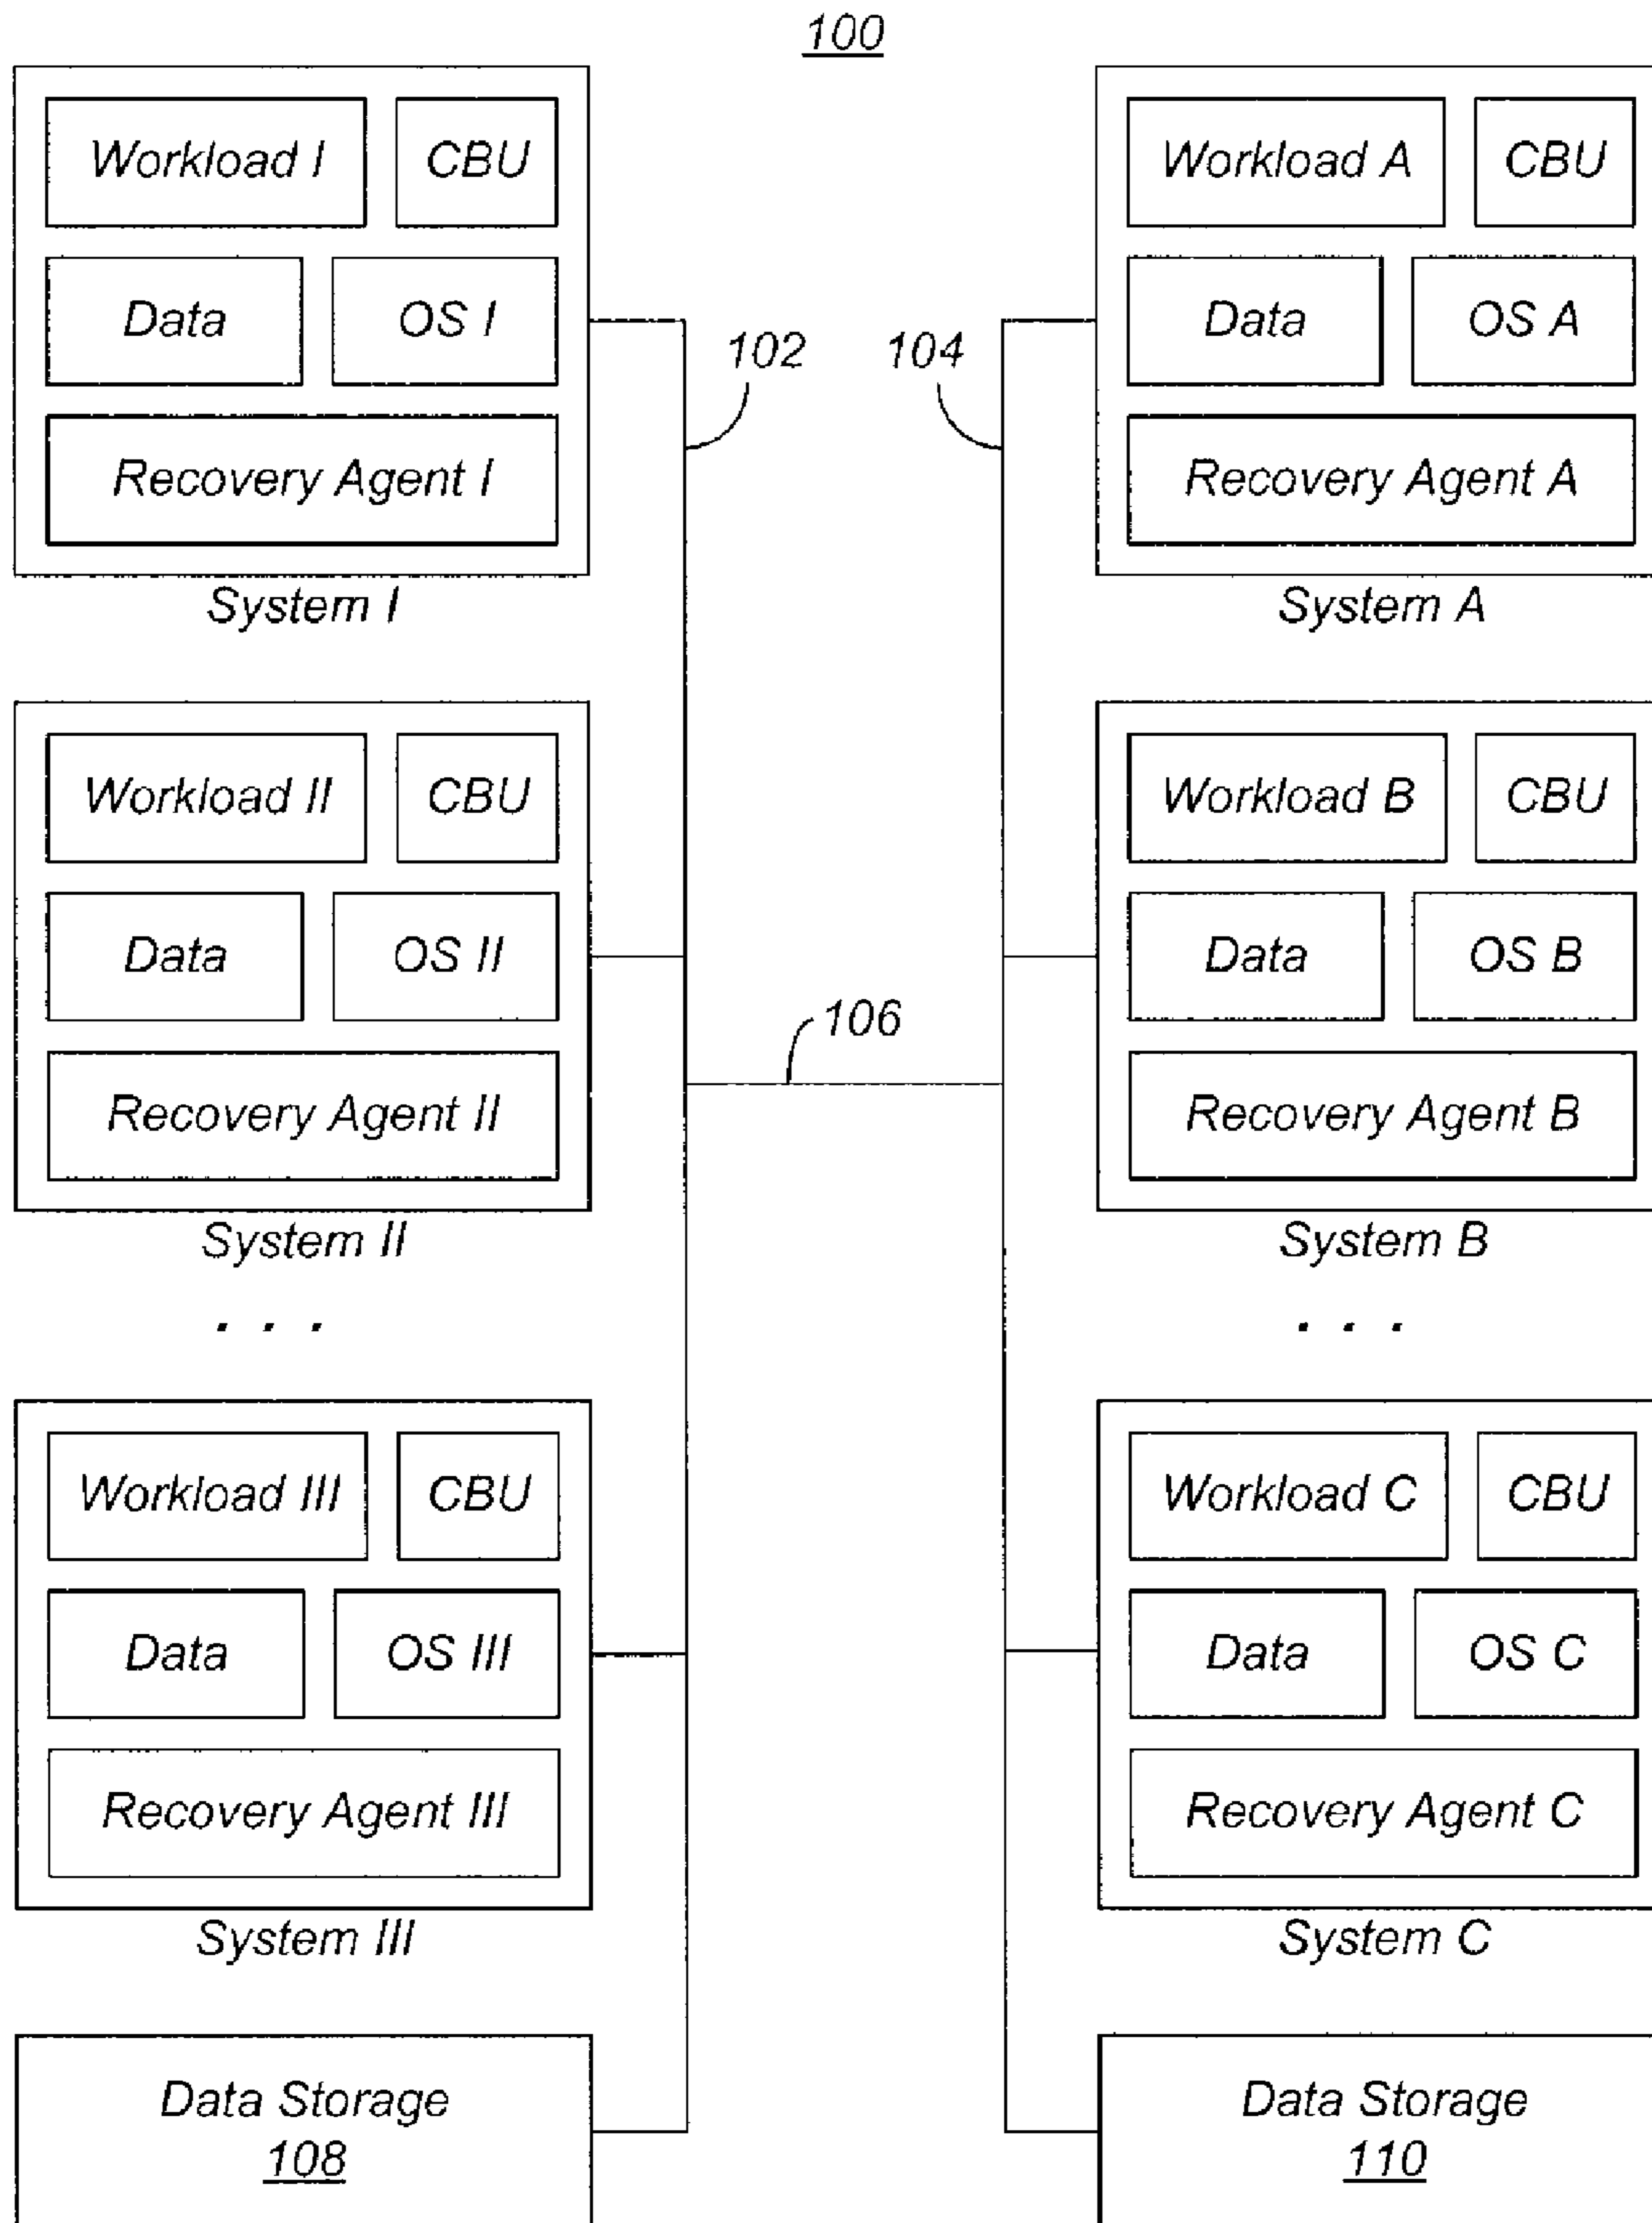 100
Workload I
CBU
Data
OS I
Recovery Agent I
System I
Workload A
CBU
Data
OS A
Recovery Agent A
System A
102
104
Workload II
CBU
Data
OS II
Recovery Agent II
System II
. . .
106
Workload B
CBU
Data
OS B
Recovery Agent B
System B
. . .
Workload III
CBU
Data
OS III
Recovery Agent III
System III
Workload C
CBU
Data
OS C
Recovery Agent C
System C
Data Storage
108
Data Storage
110